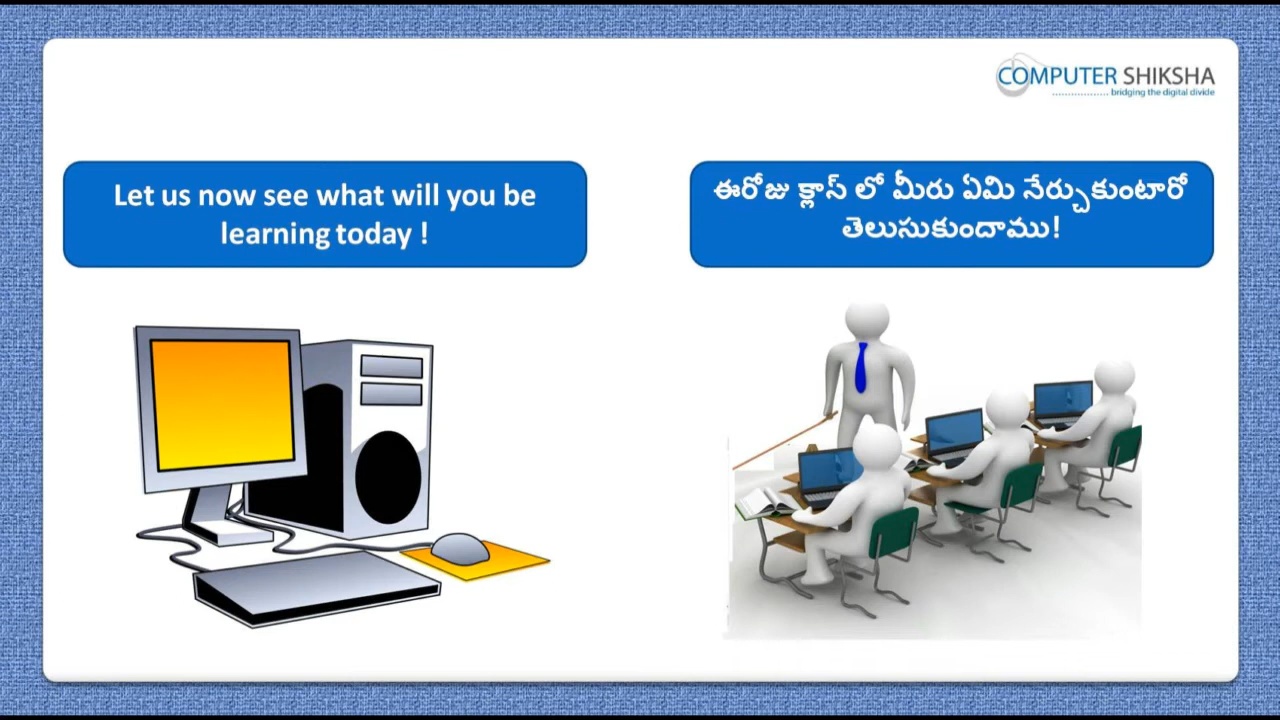 COMPUTER SHIKSHA
bridging the digital divide
Let us now see what will you be
learning today !
ఈరోజు క్లాస్ లో మీరు ఏమి నేర్చుకుంటారో
తెలుసుకుందాము!